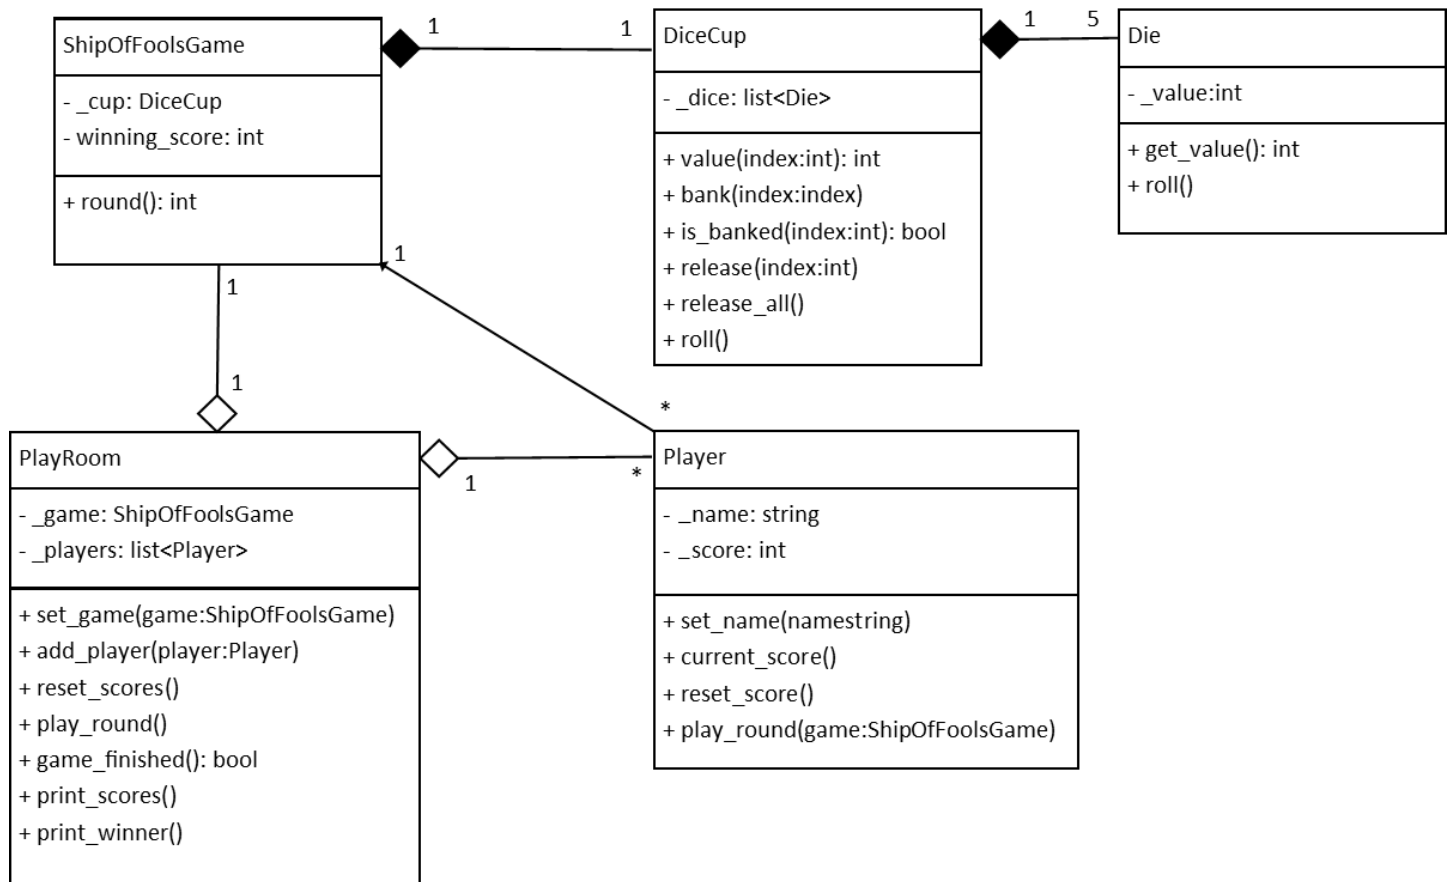 ShipOfFoolsGame
- _cup: DiceCup
- winning_score: int
+ round(): int
1
1
DiceCup
- _dice: list<Die>
+ value(index:int): int
+ bank(index:index)
+ is_banked(index:int): bool
+ release(index:int)
+ release_all()
+ roll()
1
5
Die
- _value:int
+ get_value(): int
+ roll()
1
*
1
1
PlayRoom
- _game: ShipOfFoolsGame
- _players: list<Player>
+ set_game(game:ShipOfFoolsGame)
+ add_player(player:Player)
+ reset_scores()
+ play_round()
+ game_finished(): bool
+ print_scores()
+ print_winner()
1
*
Player
- _name: string
- _score: int
+ set_name(namestring)
+ current_score()
+ reset_score()
+ play_round(game:ShipOfFoolsGame)